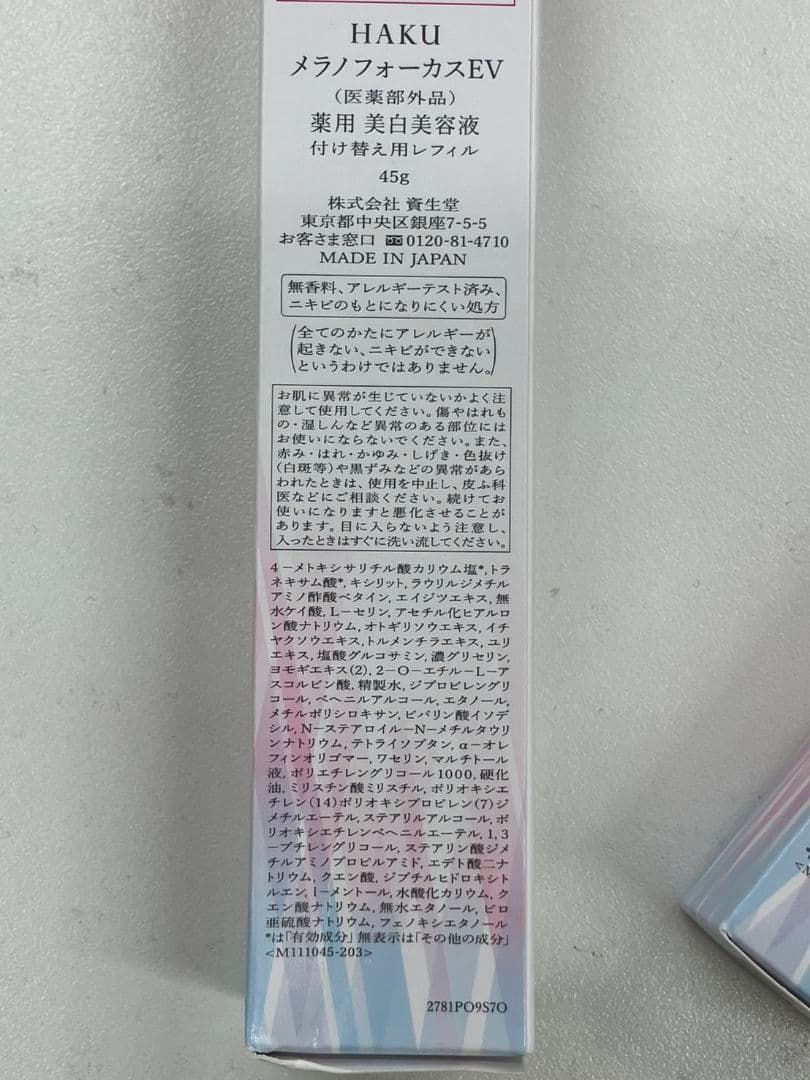 HAKU
メラノフォーカスEV
(医薬部外品)
薬用 美白美容液
付け替え用レフィル
45g
株式会社 資生堂
東京都中央区銀座7-5-5
お客さま窓口 0120-81-4710
MADE IN JAPAN
無香料、アレルギーテスト済み、
ニキビのもとになりにくい処方
(全てのかたにアレルギーが
起きない、ニキビができない
というわけではありません。)
お肌に異常が生じていないかよく注
意して使用してください。傷やはれも
の・湿しんなど異常のある部位には
お使いにならないでください。また、
赤み・はれ・かゆみ・しげき・色抜け
(白斑等)や黒ずみなどの異常があら
われたときは、使用を中止し、皮ふ科
医などにご相談ください。続けてお
使いになりますと悪化させることが
あります。目に入らないよう注意し、
入ったときはすぐに洗い流してください。
4-メトキシサリチル酸カリウム塩*,トラ
ネキサム酸*,キシリット,ラウリルジメチル
アミノ酢酸ベタイン,エイジツエキス,無
水ケイ酸,L-セリン,アセチル化ヒアルロ
ン酸ナトリウム,オトギリソウエキス,イチ
ヤクソウエキス,トルメンチラエキス,ユリ
エキス,塩酸グルコサミン,濃グリセリン,
ヨモギエキス(2),2-O-エチル-L-ア
スコルビン酸,精製水,ジプロピレングリ
コール,ベヘニルアルコール,エタノール,
メチルポリシロキサン,ピバリン酸イソデ
シル,N-ステアロイル-N-メチルタウリ
ンナトリウム,テトライソブタン,α-オレ
フィンオリゴマー,ワセリン,マルチトール
液,ポリエチレングリコール1000,硬化
油,ミリスチン酸ミリスチル,ポリオキシエ
チレン(14)ポリオキシプロピレン(7)ジ
メチルエーテル,ステアリルアルコール,ポ
リオキシエチレンベヘニルエーテル,1,3
-ブチレングリコール,ステアリン酸ジメ
チルアミノプロピルアミド,エデト酸二ナ
トリウム,クエン酸,ジブチルヒドロキシト
ルエン,l-メントール,水酸化カリウム,ク
エン酸ナトリウム,無水エタノール,ピロ
亜硫酸ナトリウム,フェノキシエタノール
*は「有効成分」無表示は「その他の成分」
<M111045-203>
2781PO9S7O